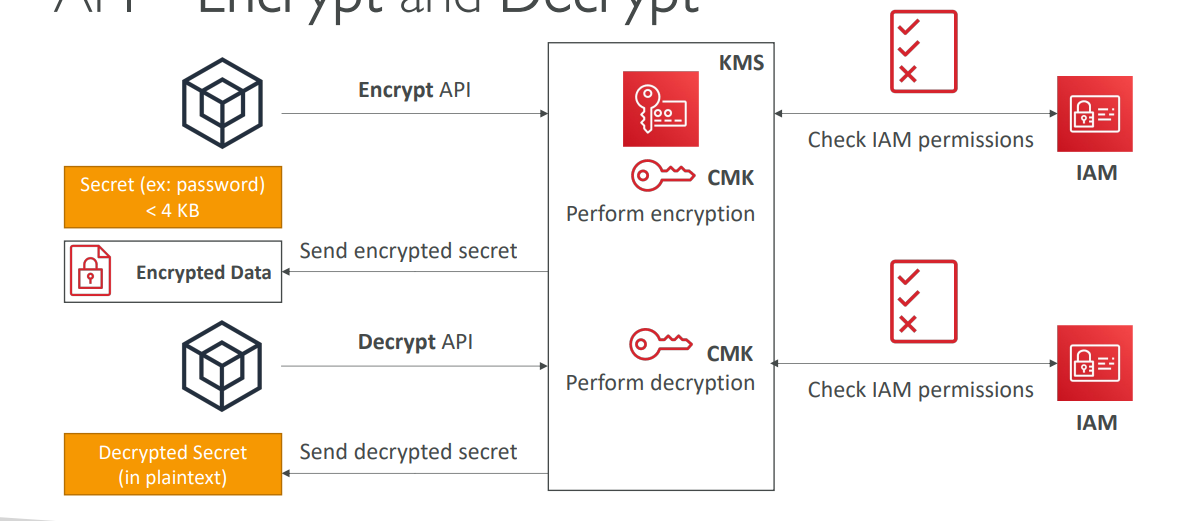 API – Encrypt and Decrypt
KMS
Encrypt API
Check IAM permissions
IAM
Secret (ex: password)
< 4 KB
CMK
Perform encryption
Send encrypted secret
Encrypted Data
Decrypt API
CMK
Perform decryption
Check IAM permissions
IAM
Decrypted Secret
(in plaintext)
Send decrypted secret